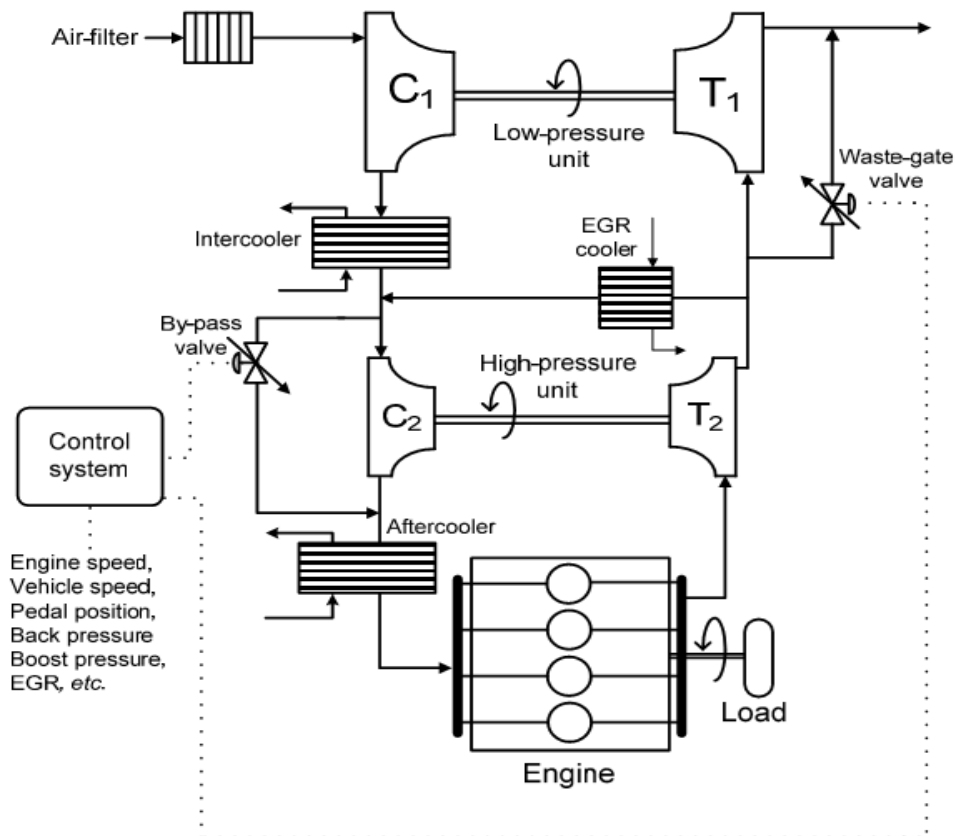 Air-filter
C1
T1
Low-pressure
unit
Waste-gate
valve
Intercooler
EGR
cooler
By-pass
valve
High-pressure
unit
C2
T2
Control
system
Aftercooler
Engine speed,
Vehicle speed,
Pedal position,
Back pressure
Boost pressure,
EGR, etc.
Load
Engine